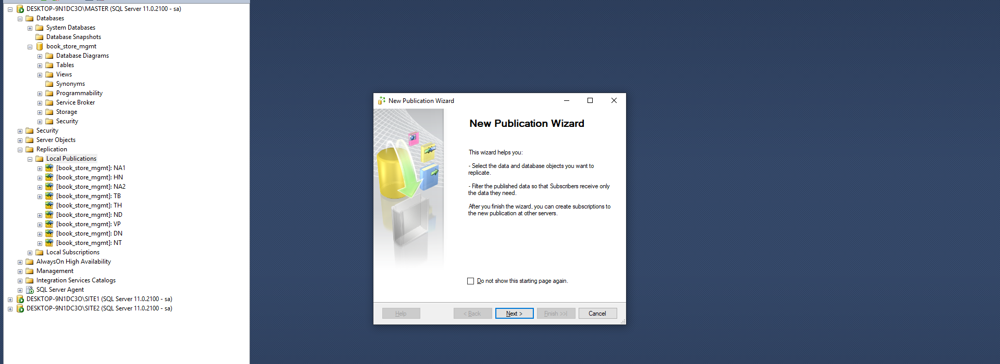 DESKTOP-9N1DC3O\MASTER (SQL Server 11.0.2100 - sa)
Databases
System Databases
Database Snapshots
book_store_mgmt
Database Diagrams
Tables
Views
Synonyms
Programmability
Service Broker
Storage
Security
Security
Server Objects
Replication
Local Publications
[book_store_mgmt]: NA1
[book_store_mgmt]: HN
[book_store_mgmt]: NA2
[book_store_mgmt]: TB
[book_store_mgmt]: TH
[book_store_mgmt]: ND
[book_store_mgmt]: VP
[book_store_mgmt]: DN
[book_store_mgmt]: NT
Local Subscriptions
AlwaysOn High Availability
Management
Integration Services Catalogs
SQL Server Agent
DESKTOP-9N1DC3O\SITE1 (SQL Server 11.0.2100 - sa)
DESKTOP-9N1DC3O\SITE2 (SQL Server 11.0.2100 - sa)
New Publication Wizard
New Publication Wizard
This wizard helps you:
- Select the data and database objects you want to
replicate.
- Filter the published data so that Subscribers receive only
the data they need.
After you finish the wizard, you can create subscriptions to
the new publication at other servers.
Do not show this starting page again.
Help
< Back
Next >
Finish >>|
Cancel